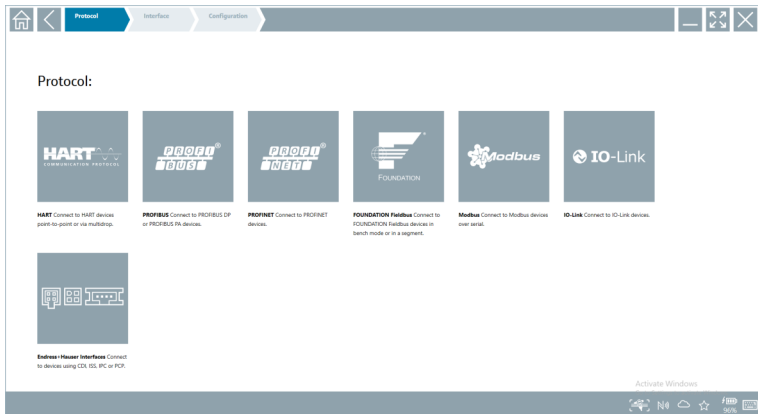 Protocol
Interface
Configuration
Protocol:
HART
COMMUNICATION PROTOCOL
PROFI
BUS
PROFI
NET
FOUNDATION
Modbus
IO-Link
HART Connect to HART devices
point-to-point or via multidrop.
PROFIBUS Connect to PROFIBUS DP
or PROFIBUS PA devices.
PROFINET Connect to PROFINET
devices.
FOUNDATION Fieldbus Connect to
FOUNDATION Fieldbus devices in
bench mode or in a segment.
Modbus Connect to Modbus devices
over serial.
IO-Link Connect to IO-Link devices.
Endress+Hauser Interfaces Connect
to devices using CDI, ISS, IPC or PCP.
Activate Windows
96%